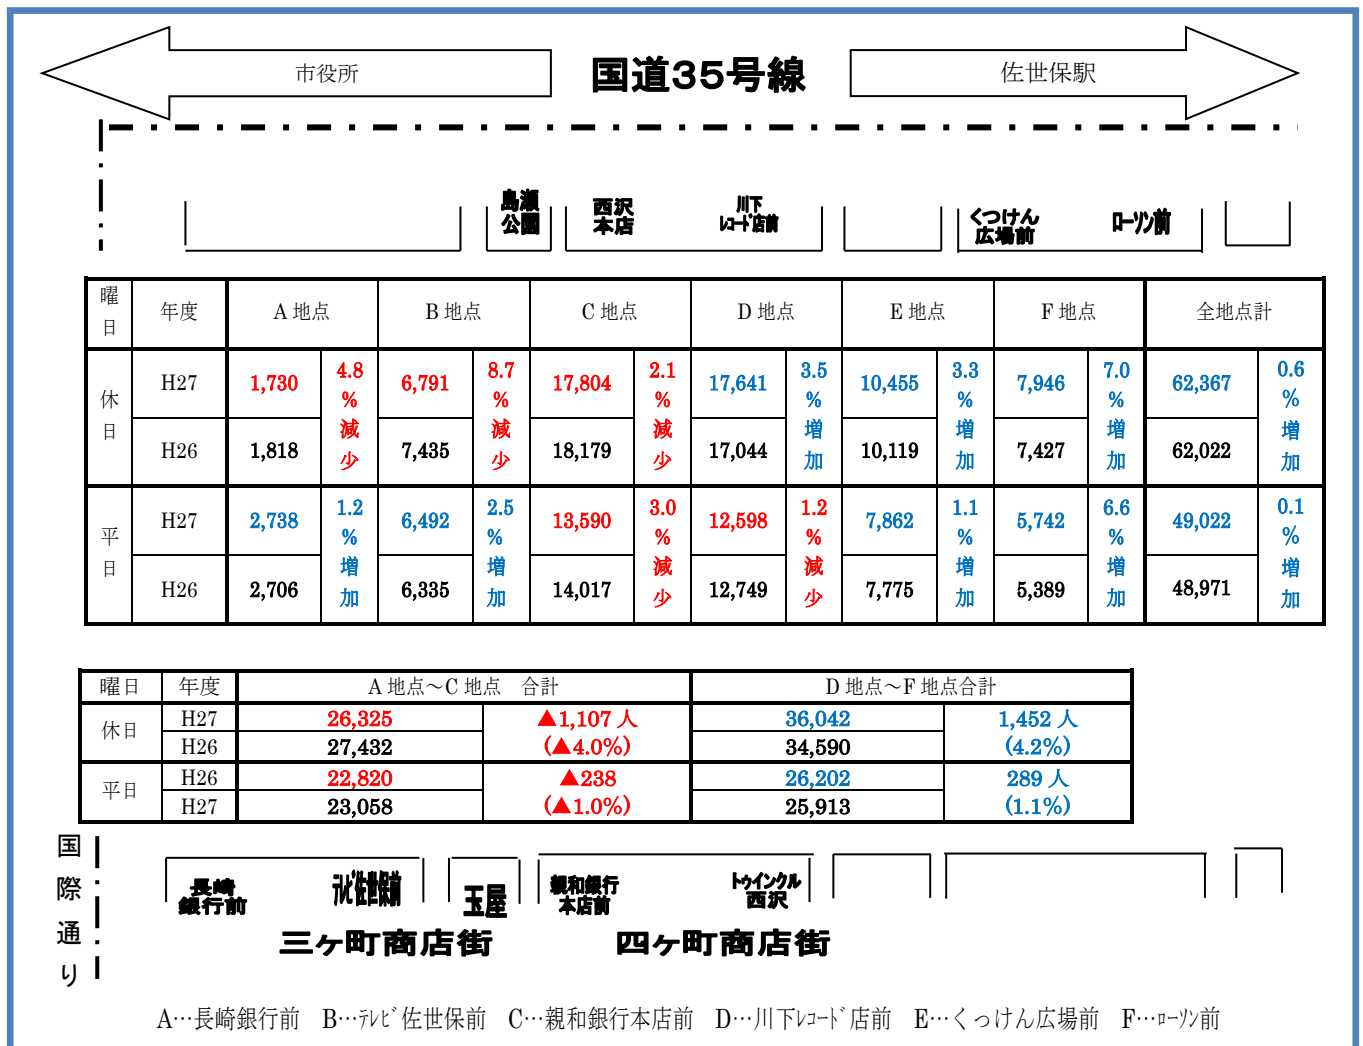 市役所 国道35号線 佐世保駅
島瀬
公園
西沢
本店
川下
ﾚｺｰﾄﾞ店前
くつけん
広場前
ﾛｰｿﾝ前
曜日 年度 A 地点 B 地点 C 地点 D 地点 E 地点 F 地点 全地点計
休日 H27 1,730 4.8%減少 6,791 8.7%減少 17,804 2.1%減少 17,641 3.5%増加 10,455 3.3%増加 7,946 7.0%増加 62,367 0.6%増加
H26 1,818 7,435 18,179 17,044 10,119 7,427 62,022
平日 H27 2,738 1.2%増加 6,492 2.5%増加 13,590 3.0%減少 12,598 1.2%減少 7,862 1.1%増加 5,742 6.6%増加 49,022 0.1%増加
H26 2,706 6,335 14,017 12,749 7,775 5,389 48,971
曜日 年度 A 地点～C 地点 合計 D 地点～F 地点合計
休日 H27 26,325 ▲1,107 人 36,042 1,452 人
H26 27,432 (▲4.0%) 34,590 (4.2%)
平日 H26 22,820 ▲238 26,202 289 人
H27 23,058 (▲1.0%) 25,913 (1.1%)
国際通り
長崎
銀行前
ﾃﾚﾋﾞ佐世保前
玉屋
親和銀行
本店前
ﾄｩインクル
西沢
三ヶ町商店街 四ヶ町商店街
A…長崎銀行前 B…ﾃﾚﾋﾞ佐世保前 C…親和銀行本店前 D…川下ﾚｺｰﾄﾞ店前 E…くっけん広場前 F…ﾛｰｿﾝ前